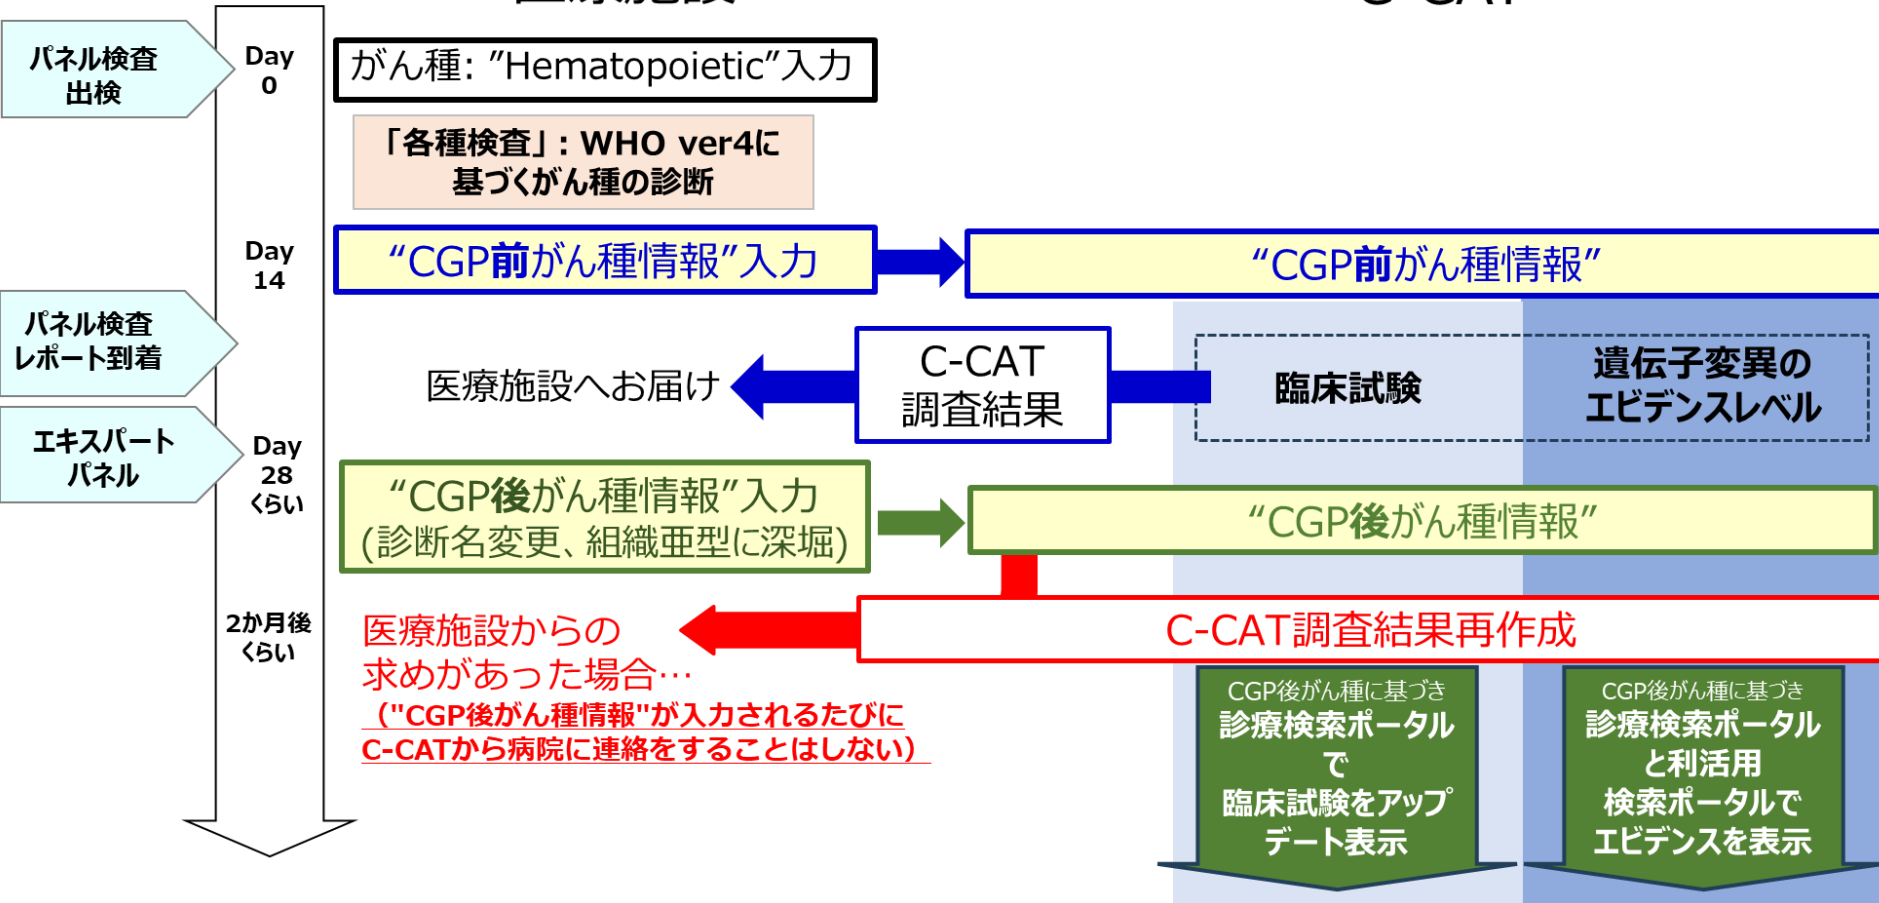 医療施設
C-CAT
パネル検査
出検
Day
0
がん種: ”Hematopoietic”入力
「各種検査」: WHO ver4に
基づくがん種の診断
Day
14
“CGP前がん種情報”入力
“CGP前がん種情報”
パネル検査
レポート到着
医療施設へお届け
C-CAT
調査結果
臨床試験
遺伝子変異の
エビデンスレベル
エキスパート
パネル
Day
28
くらい
“CGP後がん種情報”入力
(診断名変更、組織亜型に深堀)
“CGP後がん種情報”
2か月後
くらい
医療施設からの
求めがあった場合…
（"CGP後がん種情報"が入力されるたびに
C-CATから病院に連絡をすることはしない）
C-CAT調査結果再作成
CGP後がん種に基づき
診療検索ポータル
で
臨床試験をアップ
デート表示
CGP後がん種に基づき
診療検索ポータル
と利活用
検索ポータルで
エビデンスを表示